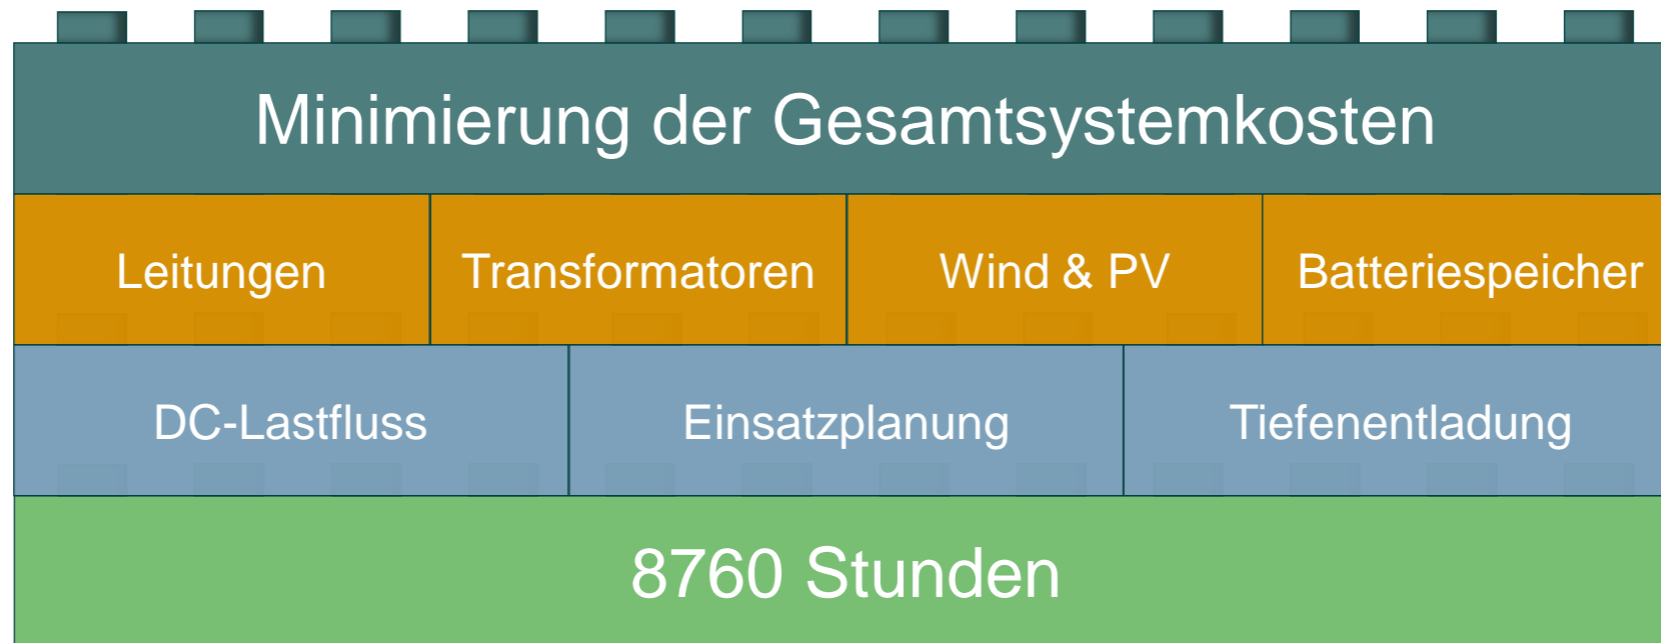 Minimierung der Gesamtsystemkosten
Leitungen
Transformatoren
Wind & PV
Batteriespeicher
DC-Lastfluss
Einsatzplanung
Tiefenentladung
8760 Stunden